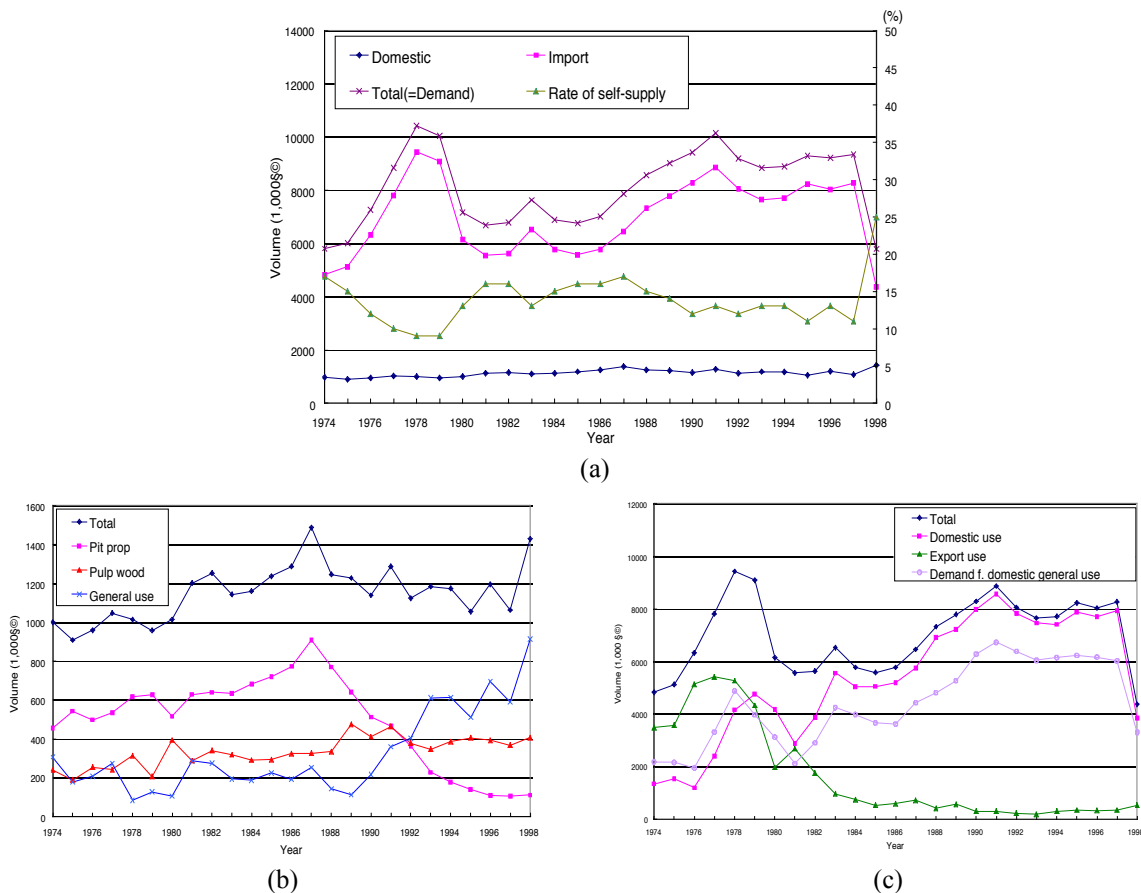 (%)
Domestic Import
Total(=Demand) Rate of self-supply
Volume (1,000§©)
14000
12000
10000
8000
6000
4000
2000
0
50
45
40
35
30
25
20
15
10
5
0
1974 1976 1978 1980 1982 1984 1986 1988 1990 1992 1994 1996 1998
Year
(a)
Total
Pit prop
Pulp wood
General use
Volume (1,000§©)
1600
1400
1200
1000
800
600
400
200
0
1974 1976 1978 1980 1982 1984 1986 1988 1990 1992 1994 1996 1998
Year
(b)
Total
Domestic use
Export use
Demand f. domestic general use
Volume (1,000 §©)
12000
10000
8000
6000
4000
2000
0
1974 1976 1978 1980 1982 1984 1986 1988 1990 1992 1994 1996 1998
Year
(c)